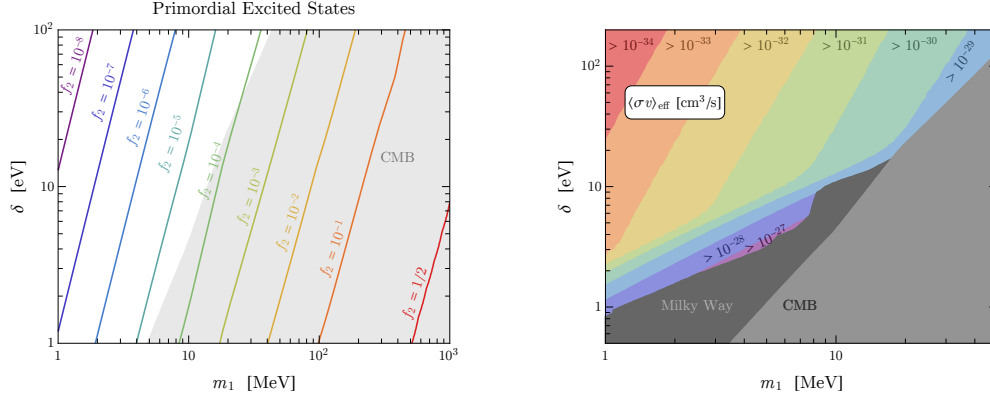 Primordial Excited States
10²
10
1
δ [eV]
f₂ = 10⁻⁸
f₂ = 10⁻⁷
f₂ = 10⁻⁶
f₂ = 10⁻⁵
f₂ = 10⁻⁴
f₂ = 10⁻³
f₂ = 10⁻²
f₂ = 10⁻¹
f₂ = 1/2
CMB
1
10
10²
10³
m₁ [MeV]
10²
10
1
δ [eV]
> 10⁻³⁴
> 10⁻³³
> 10⁻³²
> 10⁻³¹
> 10⁻³⁰
> 10⁻²⁹
⟨σv⟩eff [cm³/s]
> 10⁻²⁸
> 10⁻²⁷
Milky Way
CMB
1
10
m₁ [MeV]